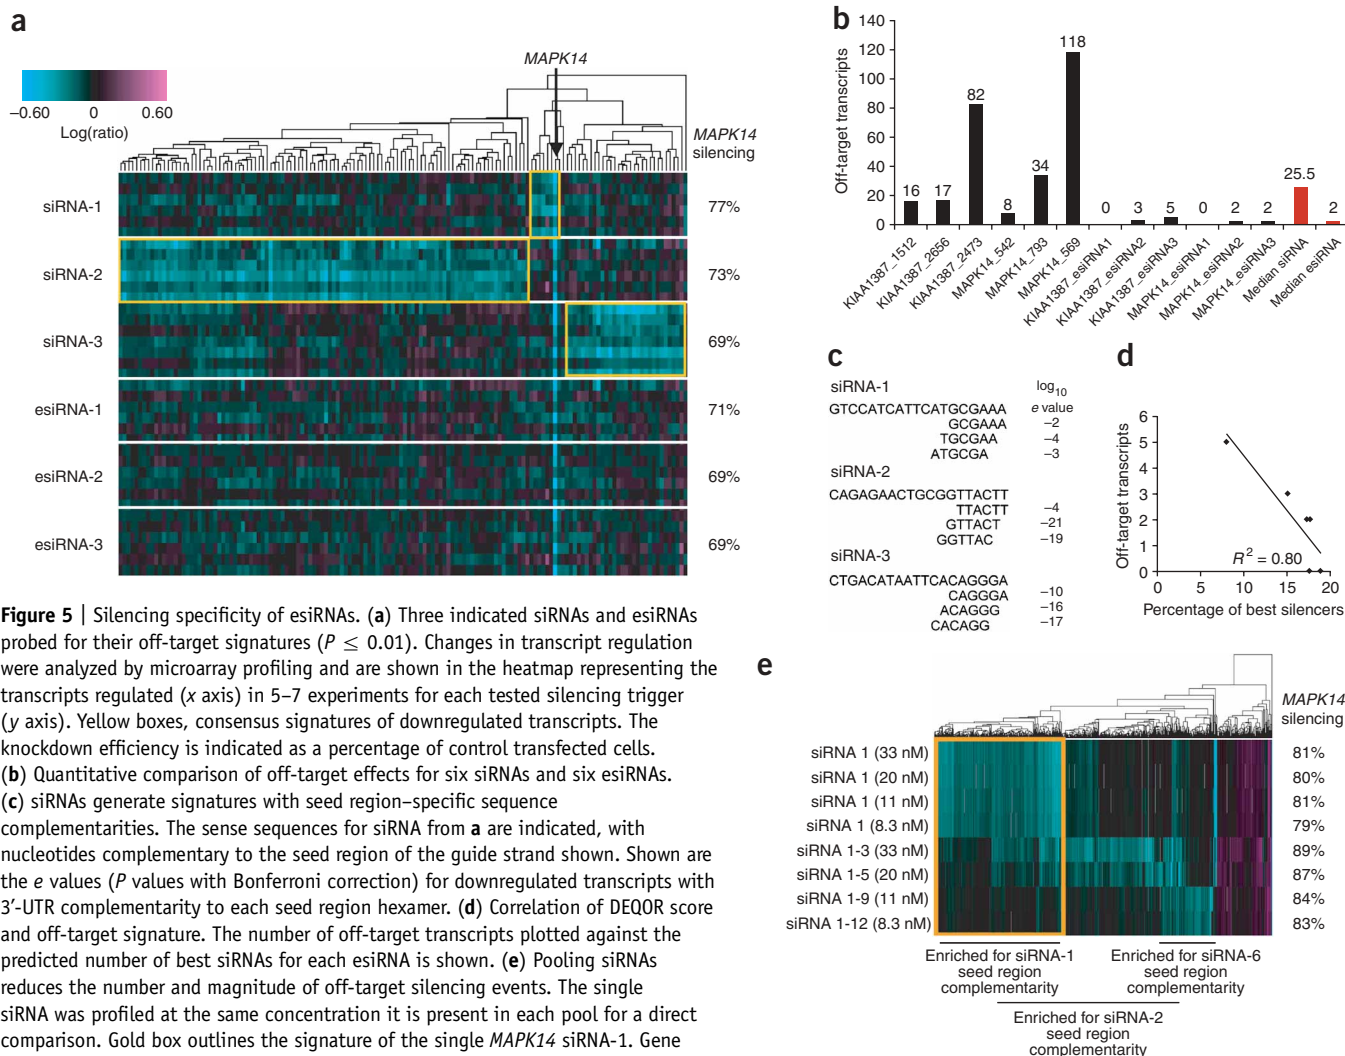 a
MAPK14
−0.60 0 0.60
Log(ratio)
MAPK14
silencing
siRNA-1 77%
siRNA-2 73%
siRNA-3 69%
esiRNA-1 71%
esiRNA-2 69%
esiRNA-3 69%
b
Off-target transcripts
140
120
100
80
60
40
20
0
16 17 82 8 34 118 0 3 5 0 2 2 25.5 2
KIAA1387_1512
KIAA1387_2656
KIAA1387_2473
MAPK14_542
MAPK14_793
MAPK14_569
KIAA1387_esiRNA1
KIAA1387_esiRNA2
KIAA1387_esiRNA3
MAPK14_esiRNA1
MAPK14_esiRNA2
MAPK14_esiRNA3
Median siRNA
Median esiRNA
c
siRNA-1 log10
GTCCATCATTCATGCGAAA e value
GCGAAA −2
TGCGAA −4
ATGCGA −3
siRNA-2
CAGAGAACTGCGGTTACTT
TTACTT −4
GTTACT −21
GGTTAC −19
siRNA-3
CTGACATAATTCACAGGGA
CAGGGA −10
ACAGGG −16
CACAGG −17
d
Off-target transcripts
6
5
4
3
2
1
0
R2 = 0.80
0 5 10 15 20
Percentage of best silencers
Figure 5 | Silencing specificity of esiRNAs. (a) Three indicated siRNAs and esiRNAs
probed for their off-target signatures (P ≤ 0.01). Changes in transcript regulation
were analyzed by microarray profiling and are shown in the heatmap representing the
transcripts regulated (x axis) in 5–7 experiments for each tested silencing trigger
(y axis). Yellow boxes, consensus signatures of downregulated transcripts. The
knockdown efficiency is indicated as a percentage of control transfected cells.
(b) Quantitative comparison of off-target effects for six siRNAs and six esiRNAs.
(c) siRNAs generate signatures with seed region–specific sequence
complementarities. The sense sequences for siRNA from a are indicated, with
nucleotides complementary to the seed region of the guide strand shown. Shown are
the e values (P values with Bonferroni correction) for downregulated transcripts with
3′-UTR complementarity to each seed region hexamer. (d) Correlation of DEQOR score
and off-target signature. The number of off-target transcripts plotted against the
predicted number of best siRNAs for each esiRNA is shown. (e) Pooling siRNAs
reduces the number and magnitude of off-target silencing events. The single
siRNA was profiled at the same concentration it is present in each pool for a direct
comparison. Gold box outlines the signature of the single MAPK14 siRNA-1. Gene
e
MAPK14
silencing
siRNA 1 (33 nM) 81%
siRNA 1 (20 nM) 80%
siRNA 1 (11 nM) 81%
siRNA 1 (8.3 nM) 79%
siRNA 1-3 (33 nM) 89%
siRNA 1-5 (20 nM) 87%
siRNA 1-9 (11 nM) 84%
siRNA 1-12 (8.3 nM) 83%
Enriched for siRNA-1
seed region
complementarity
Enriched for siRNA-6
seed region
complementarity
Enriched for siRNA-2
seed region
complementarity